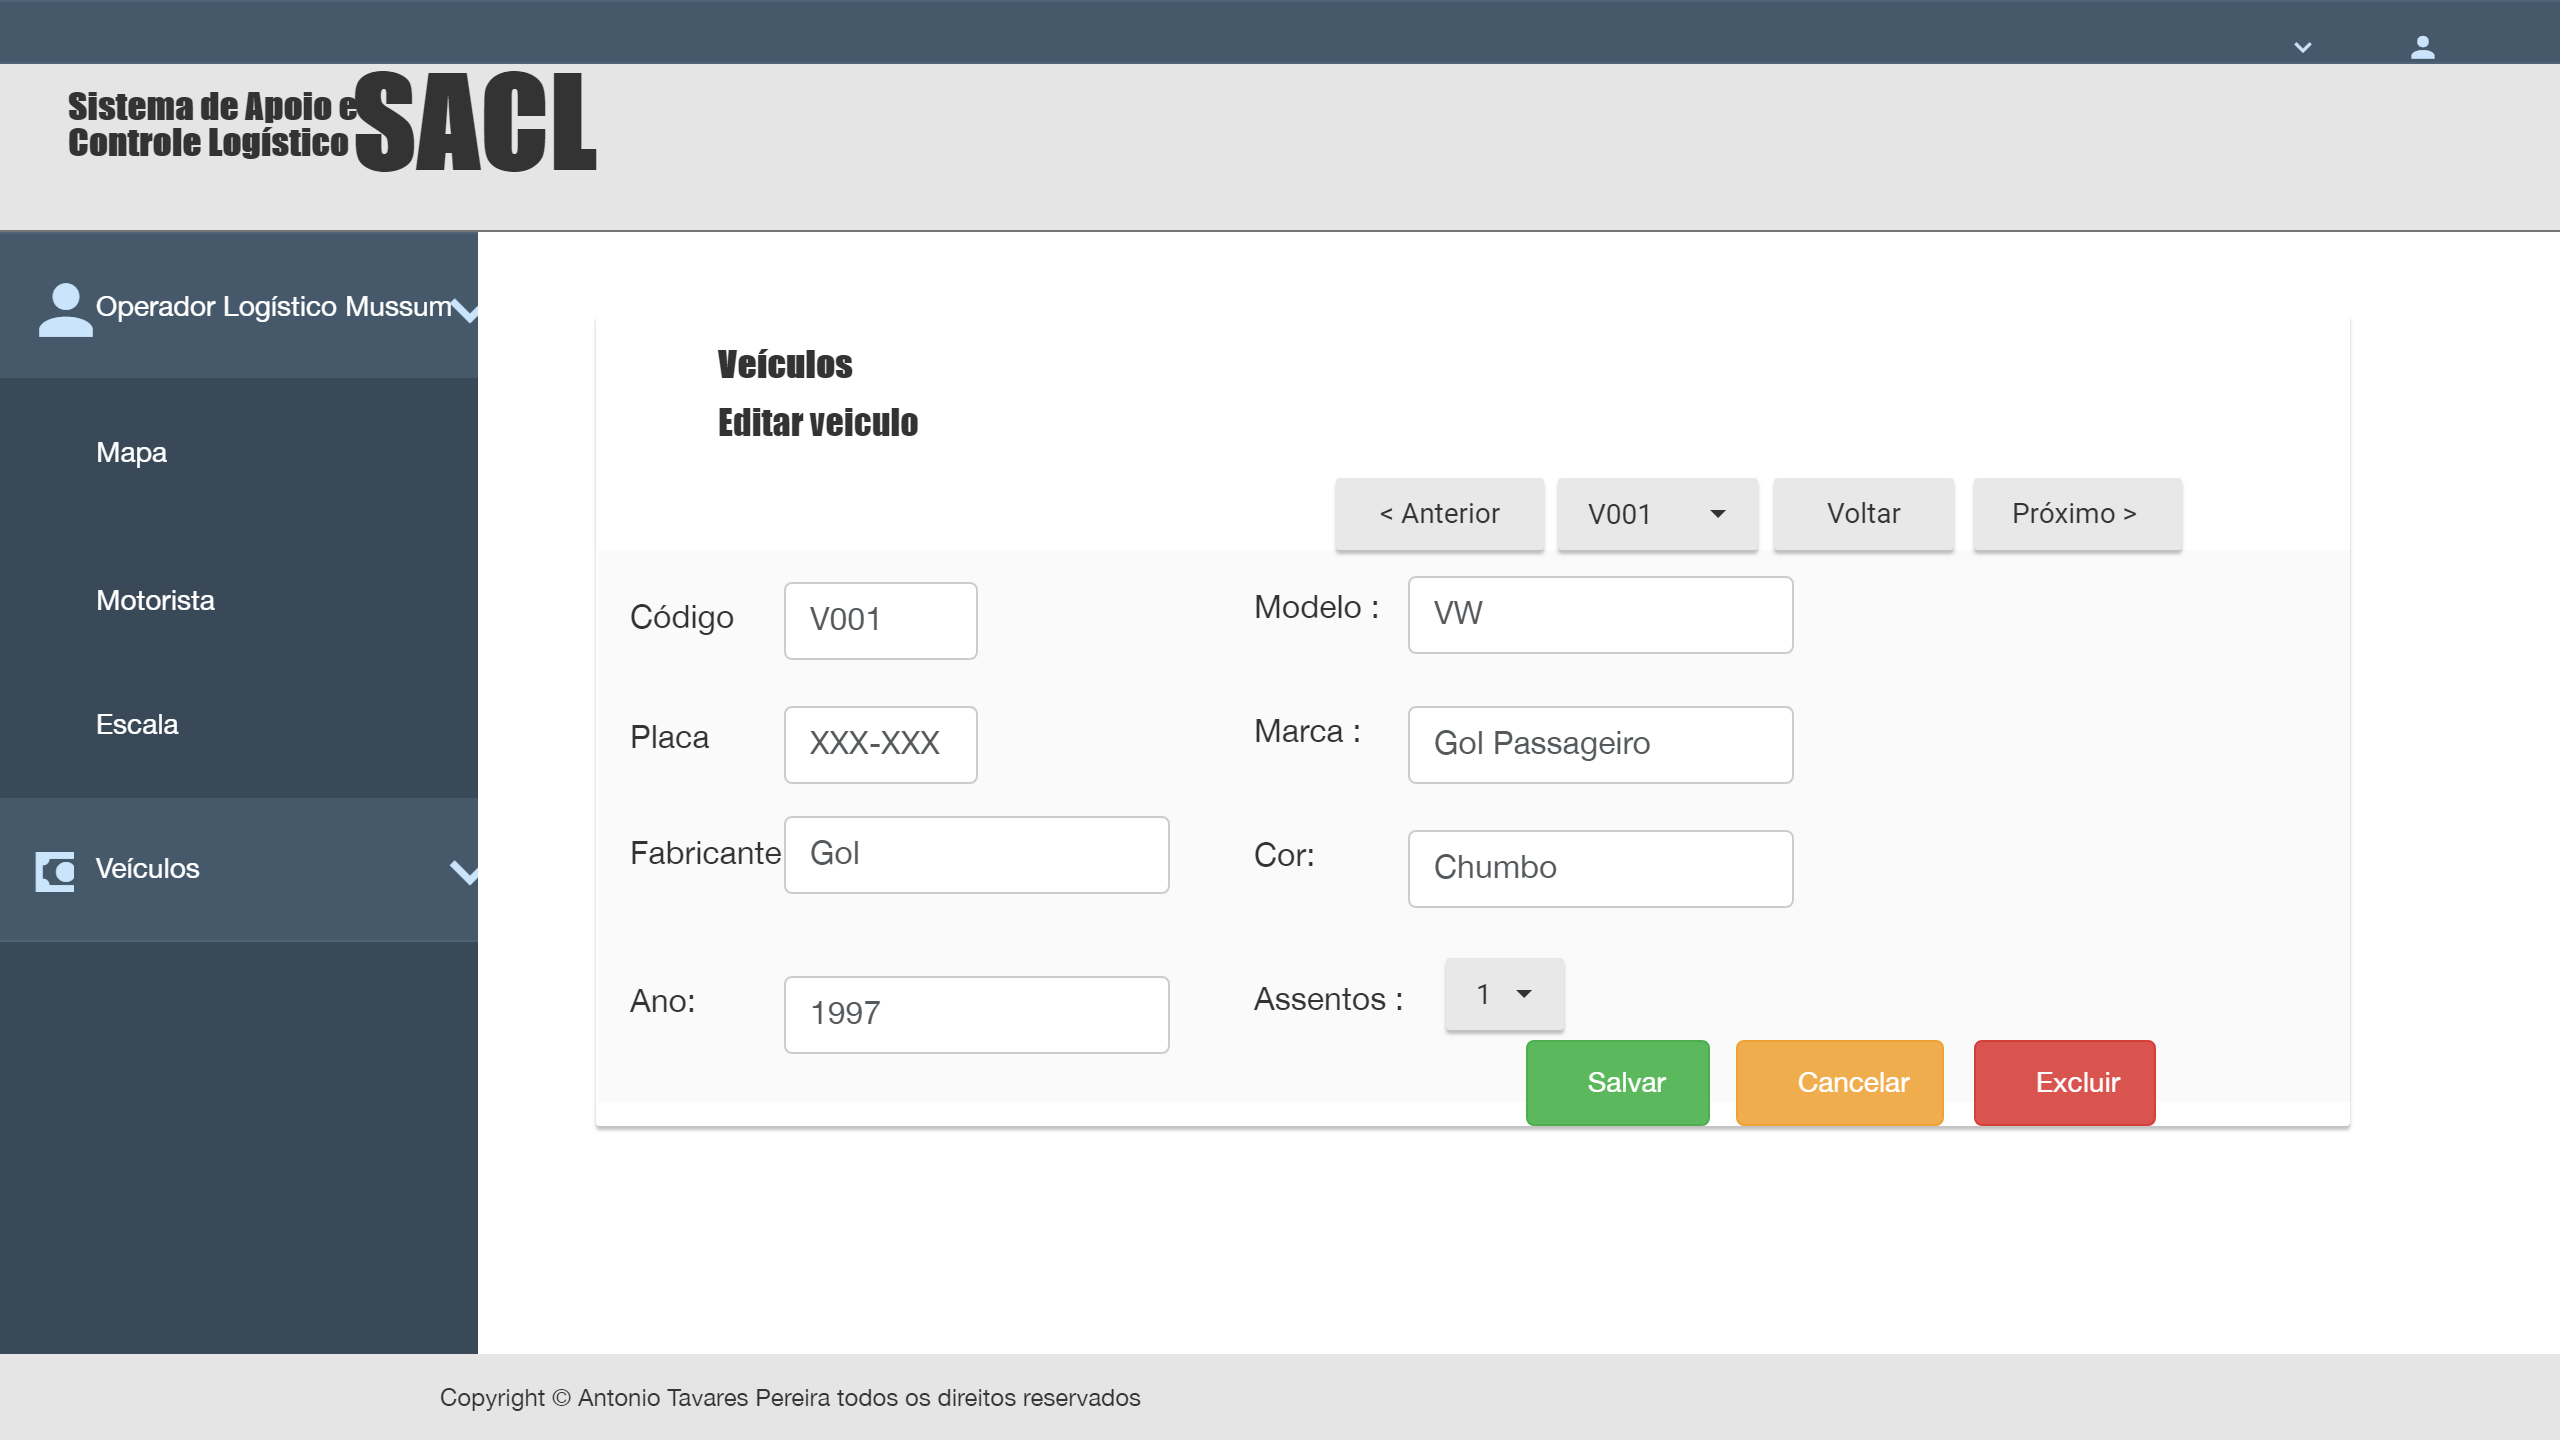 Sistema de Apoio e
Controle Logístico
SACL
Operador Logístico Mussum
Mapa
Motorista
Escala
Veículos
Veículos
Editar veiculo
< Anterior
V001
Voltar
Próximo >
Código
V001
Modelo :
VW
Placa
XXX-XXX
Marca :
Gol Passageiro
Fabricante
Gol
Cor:
Chumbo
Ano:
1997
Assentos :
1
Salvar
Cancelar
Excluir
Copyright © Antonio Tavares Pereira todos os direitos reservados